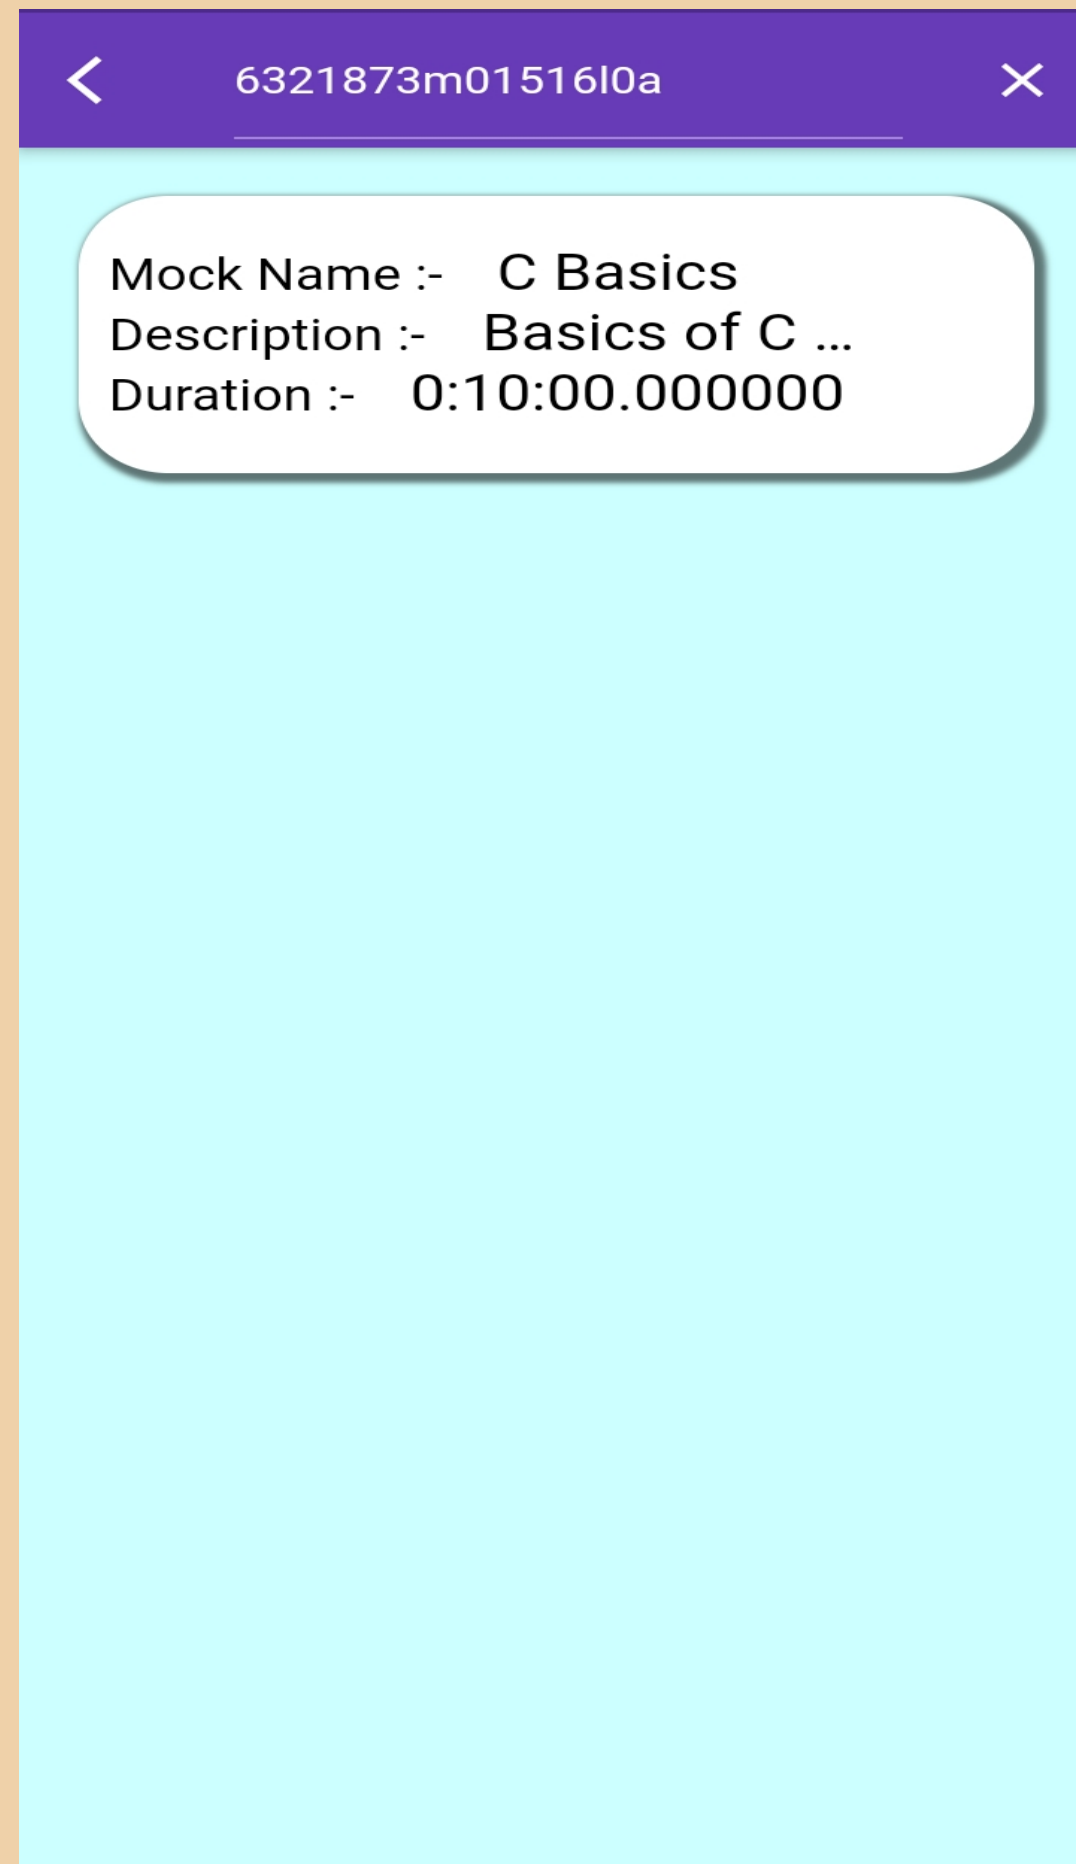 6321873m01516l0a
Mock Name :- C Basics
Description :- Basics of C ...
Duration :- 0:10:00.000000